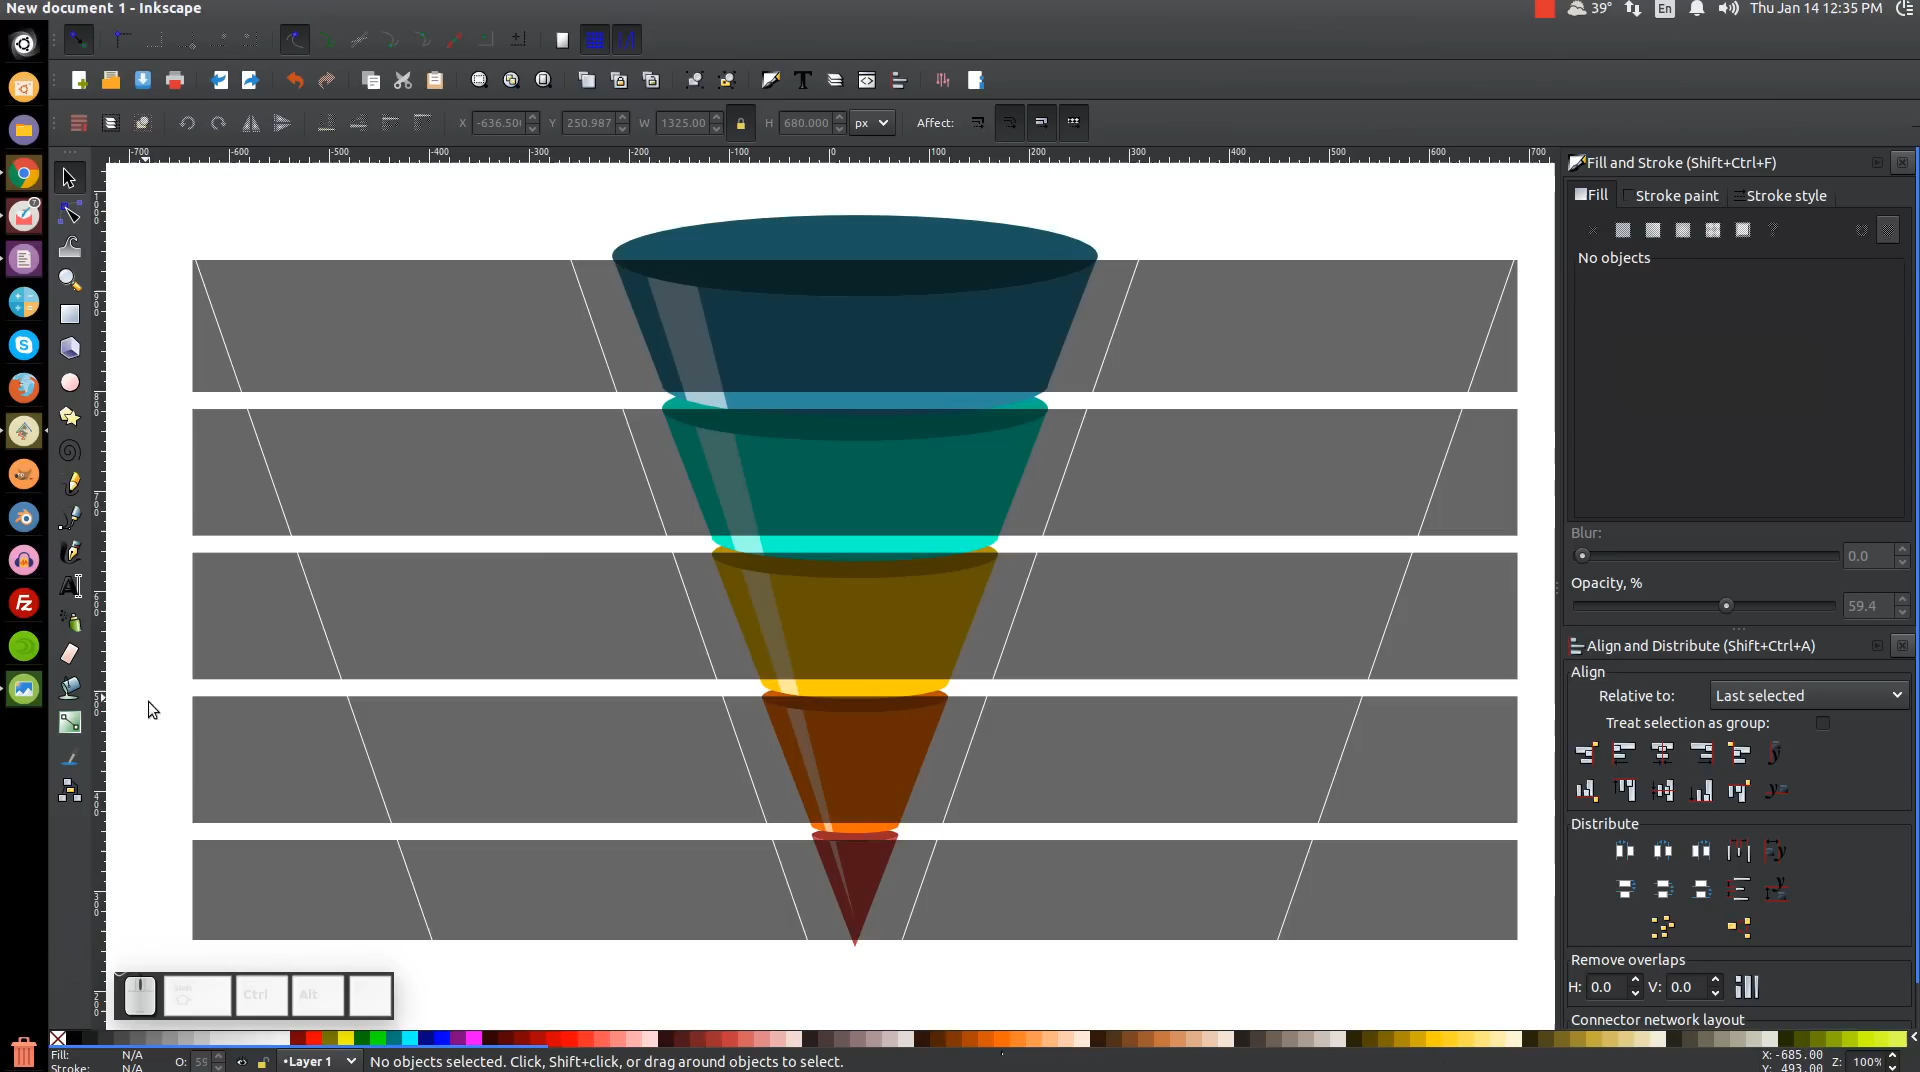 New document 1 - Inkscape
39°
En
Thu Jan 14 12:35 PM
X -636.50 Y 250.987 W 1325.00 H 680.000 px Affect:
-700 -600 -500 -400 -300 -200 -100 0 100 200 300 400 500 600 700
Fill and Stroke (Shift+Ctrl+F)
Fill Stroke paint Stroke style
No objects
Blur:
0.0
Opacity, %
59.4
Align and Distribute (Shift+Ctrl+A)
Align
Relative to: Last selected
Treat selection as group:
Distribute
Remove overlaps
H: 0.0 V: 0.0
Connector network layout
Ctrl Alt
Fill: N/A
Stroke: N/A
O: 59
•Layer 1
No objects selected. Click, Shift+click, or drag around objects to select.
X: -685.00
Y: 493.00
Z: 100%